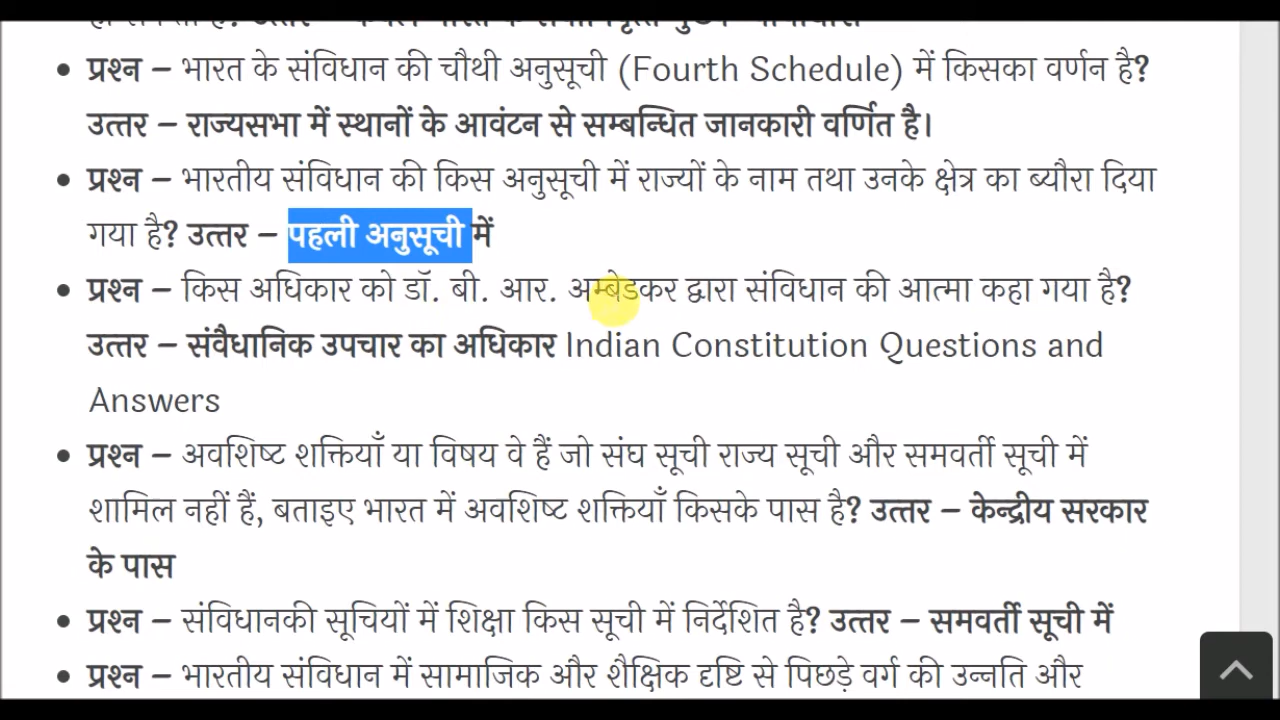 • प्रश्न – भारत के संविधान की चौथी अनुसूची (Fourth Schedule) में किसका वर्णन है?
उत्तर – राज्यसभा में स्थानों के आवंटन से सम्बन्धित जानकारी वर्णित है।
• प्रश्न – भारतीय संविधान की किस अनुसूची में राज्यों के नाम तथा उनके क्षेत्र का ब्यौरा दिया
गया है? उत्तर – पहली अनुसूची में
• प्रश्न – किस अधिकार को डॉ. बी. आर. अम्बेडकर द्वारा संविधान की आत्मा कहा गया है?
उत्तर – संवैधानिक उपचार का अधिकार Indian Constitution Questions and
Answers
• प्रश्न – अवशिष्ट शक्तियाँ या विषय वे हैं जो संघ सूची राज्य सूची और समवर्ती सूची में
शामिल नहीं हैं, बताइए भारत में अवशिष्ट शक्तियाँ किसके पास है? उत्तर – केन्द्रीय सरकार
के पास
• प्रश्न – संविधानकी सूचियों में शिक्षा किस सूची में निर्देशित है? उत्तर – समवर्ती सूची में
• प्रश्न – भारतीय संविधान में सामाजिक और शैक्षिक दृष्टि से पिछड़े वर्ग की उन्नति और